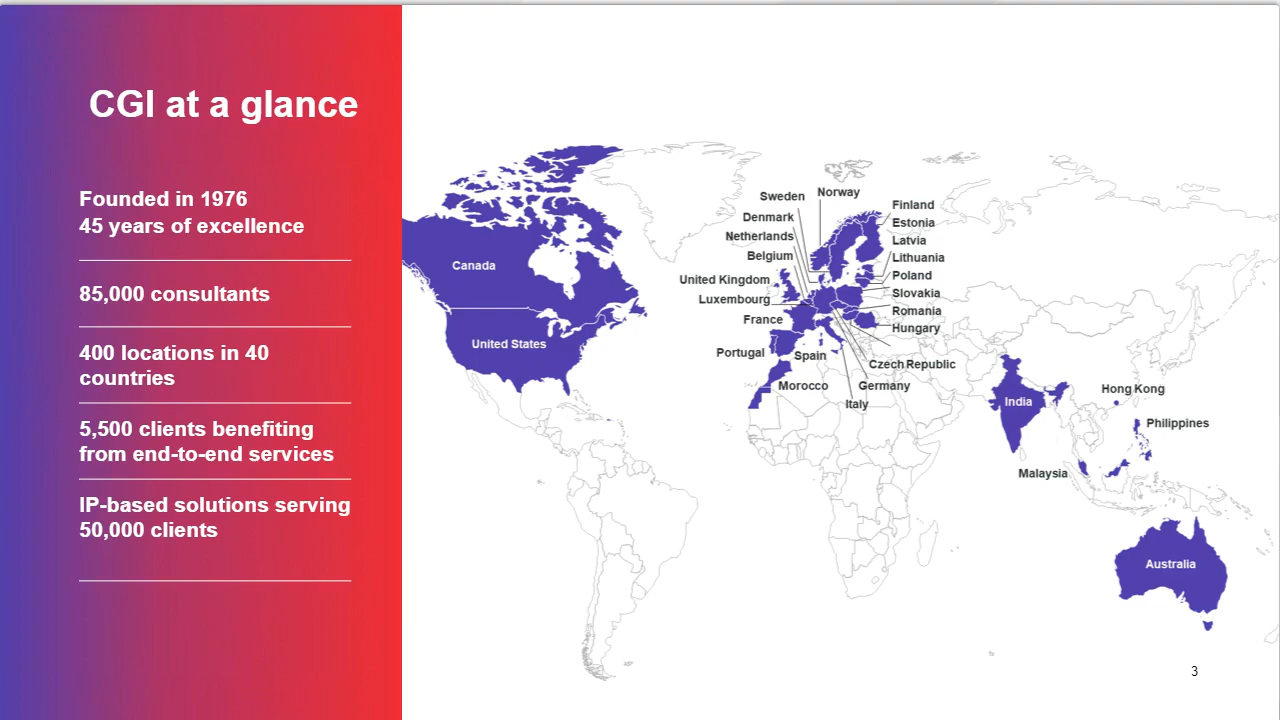 CGI at a glance
Founded in 1976
45 years of excellence
85,000 consultants
400 locations in 40
countries
5,500 clients benefiting
from end-to-end services
IP-based solutions serving
50,000 clients
Canada
United States
Sweden
Norway
Denmark
Netherlands
Belgium
United Kingdom
Luxembourg
France
Portugal
Spain
Morocco
Finland
Estonia
Latvia
Lithuania
Poland
Slovakia
Romania
Hungary
Czech Republic
Germany
Italy
India
Hong Kong
Philippines
Malaysia
Australia
3